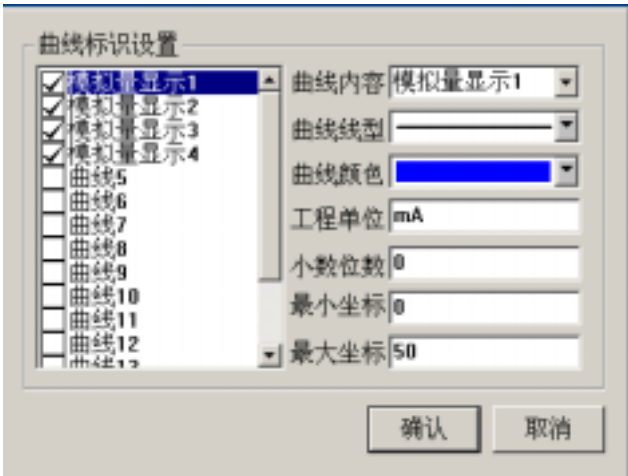 曲线标识设置
模拟量显示1
模拟量显示2
模拟量显示3
模拟量显示4
曲线5
曲线6
曲线7
曲线8
曲线9
曲线10
曲线11
曲线12
曲线13
曲线内容 模拟量显示1
曲线线型
曲线颜色
工程单位 mA
小数位数 0
最小坐标 0
最大坐标 50
确认 取消